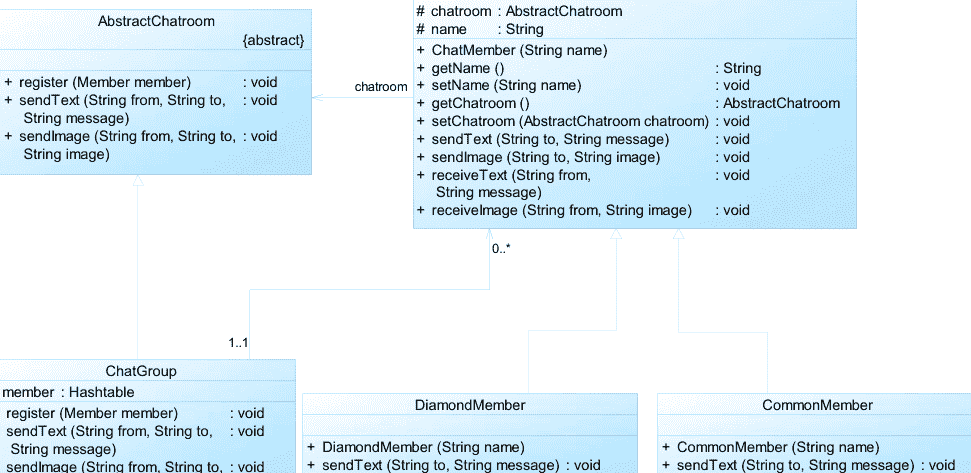 AbstractChatroom
{abstract}
+ register (Member member) : void
+ sendText (String from, String to, : void
String message)
+ sendImage (String from, String to, : void
String image)
chatroom
# chatroom : AbstractChatroom
# name : String
+ ChatMember (String name)
+ getName () : String
+ setName (String name) : void
+ getChatroom () : AbstractChatroom
+ setChatroom (AbstractChatroom chatroom) : void
+ sendText (String to, String message) : void
+ sendImage (String to, String image) : void
+ receiveText (String from, : void
String message)
+ receiveImage (String from, String image) : void
0..*
1..1
ChatGroup
member : Hashtable
register (Member member) : void
sendText (String from, String to, : void
String message)
sendImage (String from, String to, : void
DiamondMember
+ DiamondMember (String name)
+ sendText (String to, String message) : void
CommonMember
+ CommonMember (String name)
+ sendText (String to, String message) : void